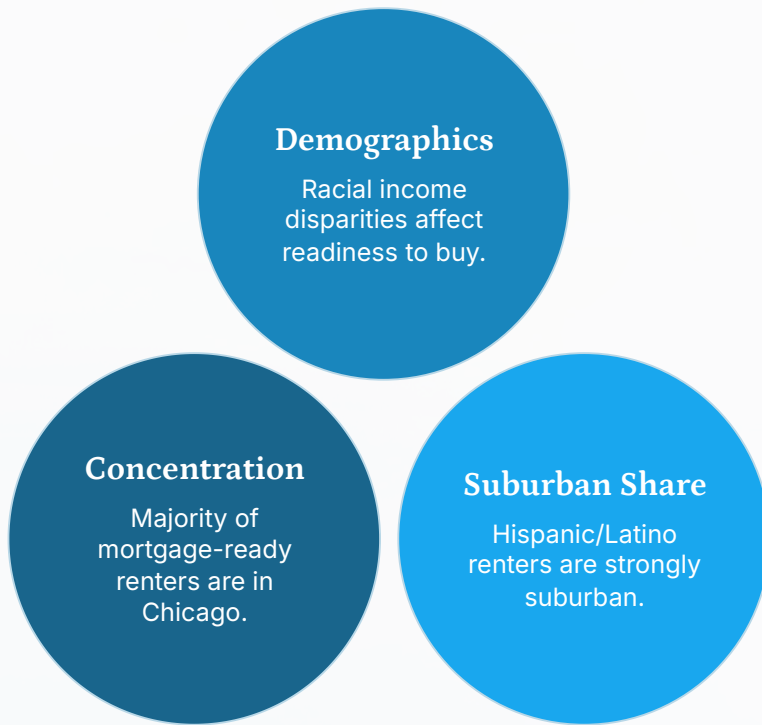 Demographics
Racial income
disparities affect
readiness to buy.
Concentration
Majority of
mortgage-ready
renters are in
Chicago.
Suburban Share
Hispanic/Latino
renters are strongly
suburban.